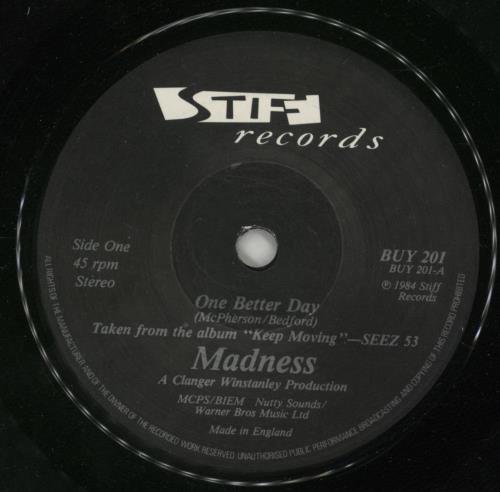 STIFF
records
Side One
45 rpm
Stereo
BUY 201
BUY 201-A
℗ 1984 Stiff
Records
One Better Day
(McPherson/Bedford)
Taken from the album "Keep Moving"—SEEZ 53
Madness
A Clanger Winstanley Production
MCPS/BIEM Nutty Sounds/
Warner Bros Music Ltd
Made in England
ALL RIGHTS OF THE MANUFACTURER AND OF THE OWNER OF THE RECORDED WORK RESERVED UNAUTHORISED PUBLIC PERFORMANCE BROADCASTING AND COPYING OF THIS RECORD PROHIBITED